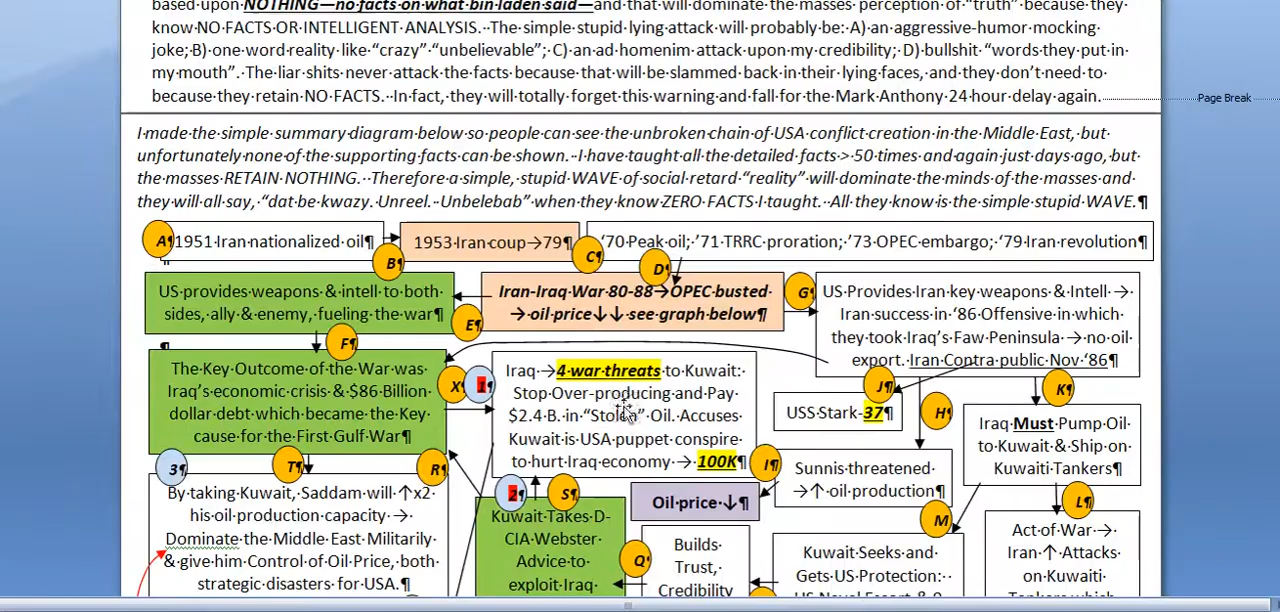 based upon NOTHING—no facts on what bin laden said—and that will dominate the masses perception of "truth" because they
know NO FACTS OR INTELLIGENT ANALYSIS. The simple stupid lying attack will probably be: A) an aggressive-humor mocking
joke; B) one word reality like "crazy" "unbelievable"; C) an ad homenim attack upon my credibility; D) bullshit "words they put in
my mouth". The liar shits never attack the facts because that will be slammed back in their lying faces, and they don't need to
because they retain NO FACTS. In fact, they will totally forget this warning and fall for the Mark Anthony 24 hour delay again.
Page Break
I made the simple summary diagram below so people can see the unbroken chain of USA conflict creation in the Middle East, but
unfortunately none of the supporting facts can be shown. I have taught all the detailed facts > 50 times and again just days ago, but
the masses RETAIN NOTHING. Therefore a simple, stupid WAVE of social retard "reality" will dominate the minds of the masses and
they will all say, "dat be kwazy. Unreel. Unbelebab" when they know ZERO FACTS I taught. All they know is the simple stupid WAVE.¶
A¶
1951 Iran nationalized oil¶
1953 Iran coup→79¶
'70 Peak oil; '71 TRRC proration; '73 OPEC embargo; '79 Iran revolution¶
B¶
C¶
D¶
US provides weapons & intell to both
sides, ally & enemy, fueling the war¶
E¶
Iran-Iraq War 80-88→OPEC busted
→ oil price↓↓ see graph below¶
G¶
US Provides Iran key weapons & Intell →
Iran success in '86 Offensive in which
they took Iraq's Faw Peninsula → no oil
export. Iran Contra public Nov '86¶
F¶
The Key Outcome of the War was
Iraq's economic crisis & $86 Billion
dollar debt which became the Key
cause for the First Gulf War¶
X¶
1¶
Iraq →4 war threats to Kuwait:
Stop Over-producing and Pay
$2.4 B. in "Stolen" Oil. Accuses
Kuwait is USA puppet conspire
to hurt Iraq economy → 100K¶
J¶
USS Stark 37¶
H¶
K¶
Iraq Must Pump Oil
to Kuwait & Ship on
Kuwaiti Tankers¶
I¶
Sunnis threatened
→↑ oil production¶
3¶
T¶
R¶
By taking Kuwait, Saddam will ↑x2
his oil production capacity →
Dominate the Middle East Militarily
& give him Control of Oil Price, both
strategic disasters for USA.¶
2¶
S¶
Oil price ↓¶
Kuwait Takes D-
CIA Webster
Advice to
exploit Iraq
Q¶
Builds
Trust,
Credibility
M¶
Kuwait Seeks and
Gets US Protection:
L¶
Act of War →
Iran ↑ Attacks
on Kuwaiti
Tankers which